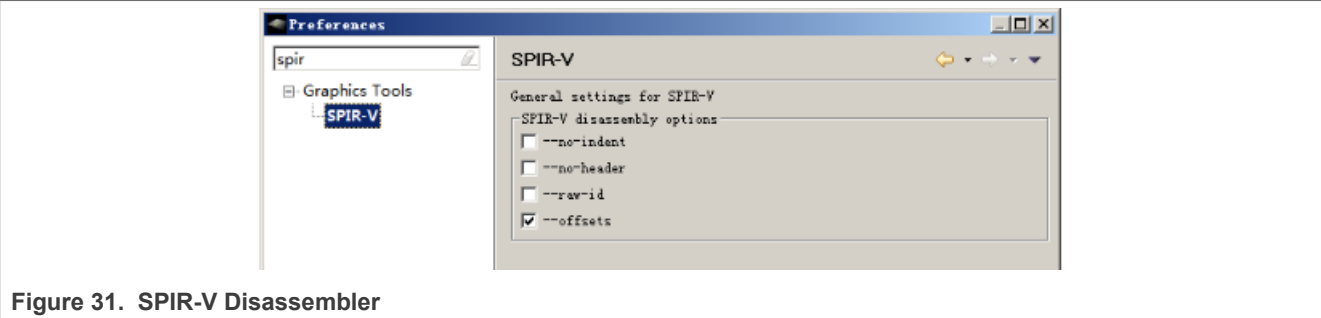 Preferences
spir
SPIR-V
Graphics Tools
SPIR-V
General settings for SPIR-V
SPIR-V disassembly options
--no-indent
--no-header
--raw-id
--offsets
Figure 31. SPIR-V Disassembler